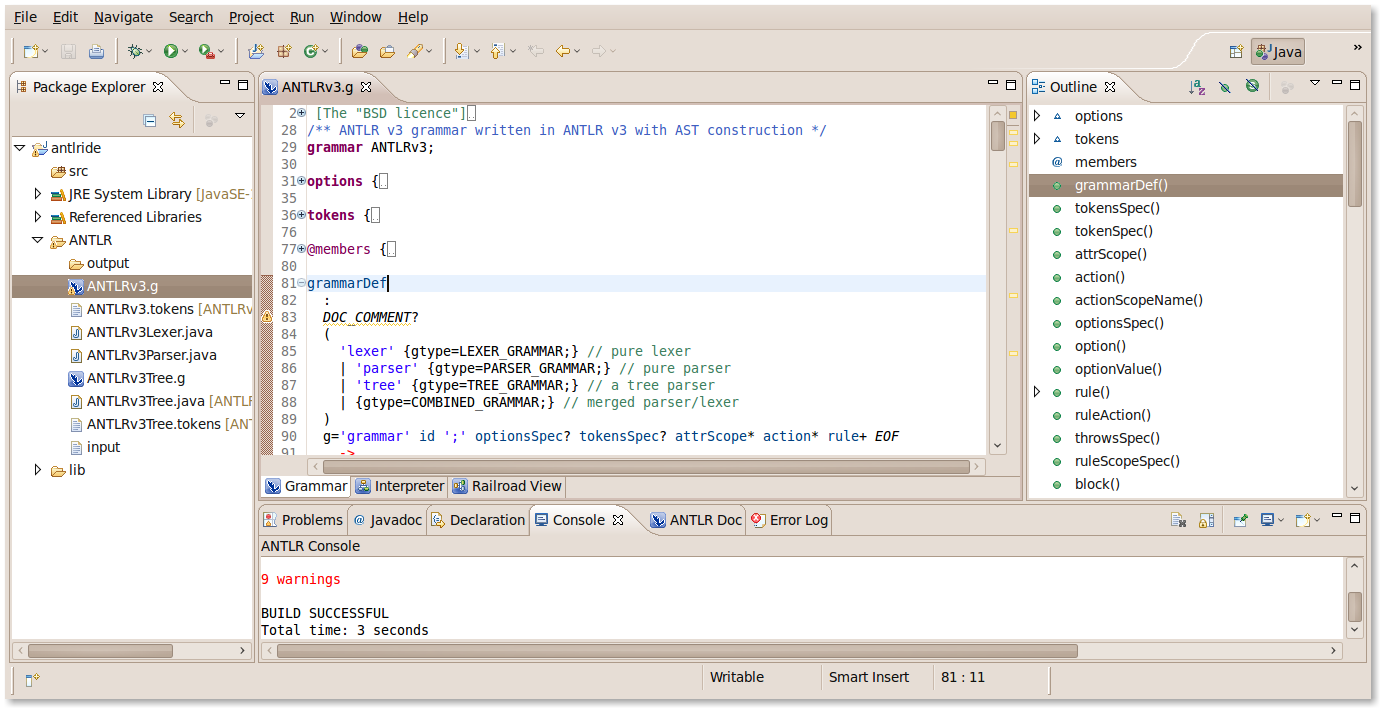 File Edit Navigate Search Project Run Window Help
Java »
Package Explorer
antlride
src
JRE System Library [JavaSE-
Referenced Libraries
ANTLR
output
ANTLRv3.g
ANTLRv3.tokens [ANTLRv
ANTLRv3Lexer.java
ANTLRv3Parser.java
ANTLRv3Tree.g
ANTLRv3Tree.java [ANTLF
ANTLRv3Tree.tokens [AN
input
lib
ANTLRv3.g
2 [The "BSD licence"]
28 /** ANTLR v3 grammar written in ANTLR v3 with AST construction */
29 grammar ANTLRv3;
30
31 options {
35
36 tokens {
76
77 @members {
80
81 grammarDef
82 :
83 DOC_COMMENT?
84 (
85 'lexer' {gtype=LEXER_GRAMMAR;} // pure lexer
86 | 'parser' {gtype=PARSER_GRAMMAR;} // pure parser
87 | 'tree' {gtype=TREE_GRAMMAR;} // a tree parser
88 | {gtype=COMBINED_GRAMMAR;} // merged parser/lexer
89 )
90 g='grammar' id ';' optionsSpec? tokensSpec? attrScope* action* rule+ EOF
91 ->
Grammar Interpreter Railroad View
Outline
options
tokens
members
grammarDef()
tokensSpec()
tokenSpec()
attrScope()
action()
actionScopeName()
optionsSpec()
option()
optionValue()
rule()
ruleAction()
throwsSpec()
ruleScopeSpec()
block()
Problems @ Javadoc Declaration Console ANTLR Doc Error Log
ANTLR Console
9 warnings
BUILD SUCCESSFUL
Total time: 3 seconds
Writable Smart Insert 81 : 11